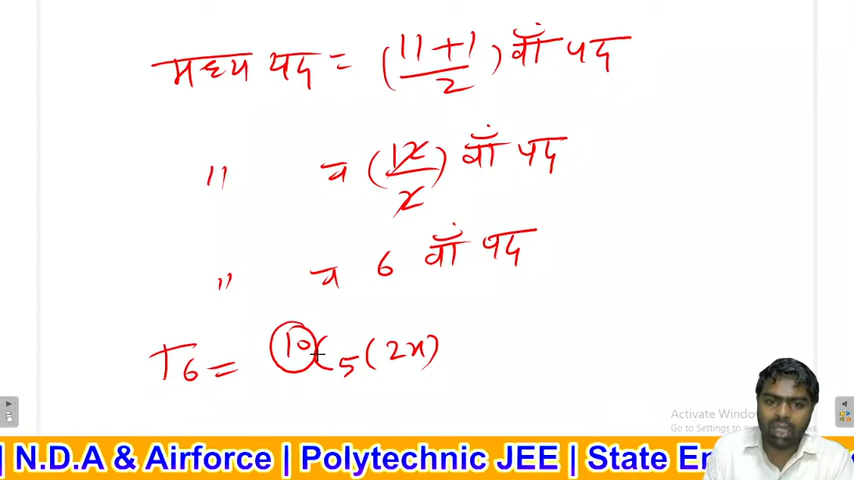 मध्य पद = (11+1/2) वाँ पद
" व (12/2) वाँ पद
" व 6 वाँ पद
T6 = 10C5 (2x)
Activate Window
Go to Settings to a
| N.D.A & Airforce | Polytechnic JEE | State En